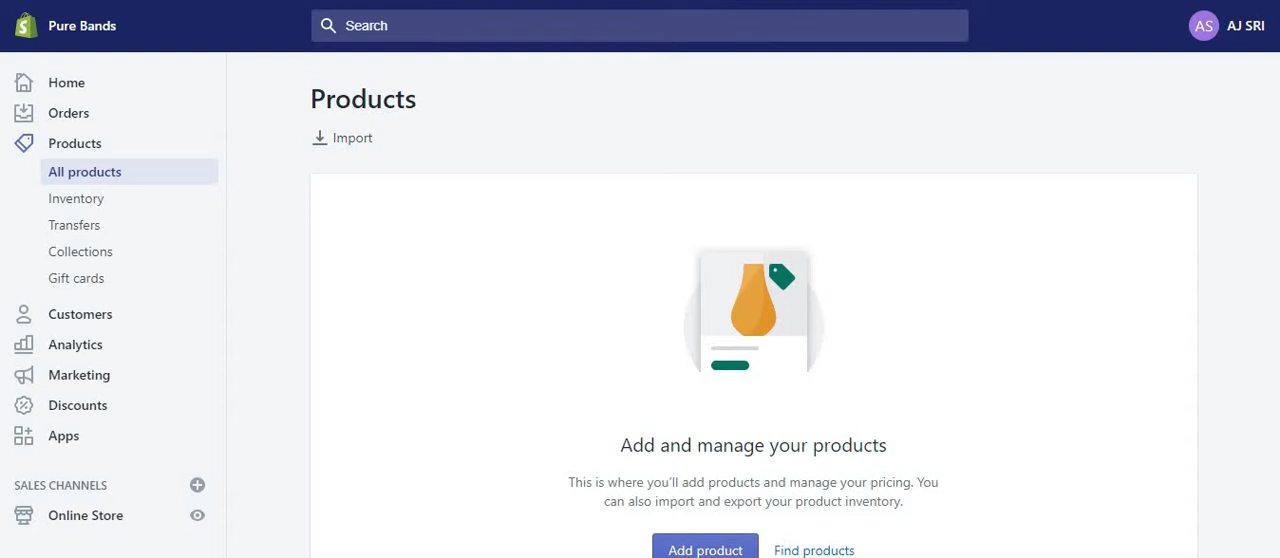 Pure Bands
Search
AS
AJ SRI
Home
Orders
Products
All products
Inventory
Transfers
Collections
Gift cards
Customers
Analytics
Marketing
Discounts
Apps
SALES CHANNELS
Online Store
Products
Import
Add and manage your products
This is where you’ll add products and manage your pricing. You
can also import and export your product inventory.
Add product
Find products